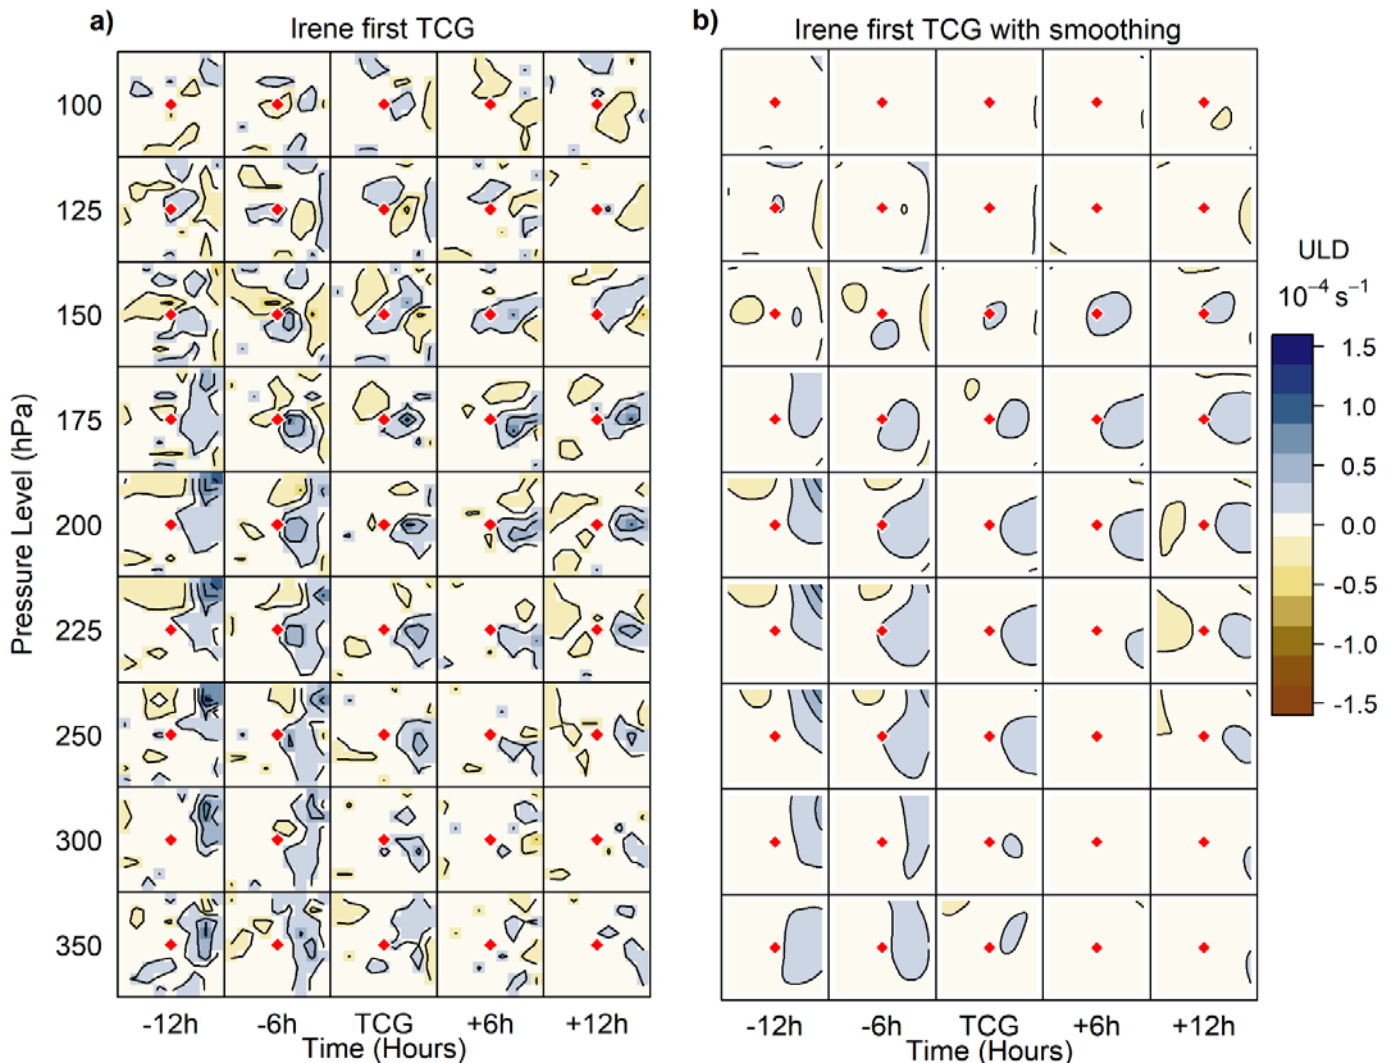 a)
Irene first TCG
b)
Irene first TCG with smoothing
Pressure Level (hPa)
100
125
150
175
200
225
250
300
350
-12h
-6h
TCG
+6h
+12h
Time (Hours)
-12h
-6h
TCG
+6h
+12h
Time (Hours)
ULD
10⁻⁴ s⁻¹
1.5
1.0
0.5
0.0
-0.5
-1.0
-1.5